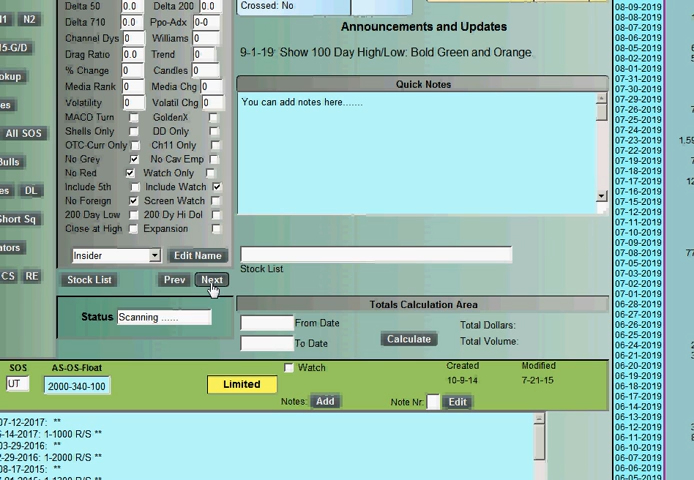 Delta 50 0.0 Delta 200 0.0
Delta 710 0.0 Ppo-Adx 0-0
Channel Dys 0 Williams 0
Drag Ratio 0.0 Trend 0
% Change 0 Candles 0
Media Rank 0 Media Chg 0
Volatility 0 Volatil Chg 0
MACD Turn GoldenX
Shells Only DD Only
OTC-Curr Only Ch11 Only
No Grey No Cav Emp
No Red Watch Only
Include 5th Include Watch
No Foreign Screen Watch
200 Day Low 200 Dy Hi Dol
Close at High Expansion
Insider Edit Name
Stock List Prev Next
Status Scanning ......
N2
5-G/D
All SOS
DL
Short Sq
CS RE
Crossed: No
Announcements and Updates
9-1-19: Show 100 Day High/Low: Bold Green and Orange.
Quick Notes
You can add notes here.......
Stock List
Totals Calculation Area
From Date
To Date
Calculate
Total Dollars:
Total Volume:
SOS AS-OS-Float
UT 2000-340-100
Limited
Watch
Created Modified
10-9-14 7-21-15
Notes: Add Note Nr: Edit
07-12-2017: **
-14-2017: 1-1000 R/S **
03-29-2016: **
2-29-2016: 1-2000 R/S **
08-17-2015: **
08-09-2019
08-08-2019
08-07-2019
08-06-2019
08-05-2019
08-02-2019
08-01-2019
07-31-2019
07-30-2019
07-29-2019
07-26-2019
07-25-2019
07-24-2019
07-23-2019
07-22-2019
07-19-2019
07-18-2019
07-17-2019
07-16-2019
07-15-2019
07-12-2019
07-11-2019
07-10-2019
07-09-2019
07-08-2019
07-05-2019
07-03-2019
07-02-2019
07-01-2019
06-28-2019
06-27-2019
06-26-2019
06-25-2019
06-24-2019
06-21-2019
06-20-2019
06-19-2019
06-18-2019
06-17-2019
06-14-2019
06-13-2019
06-12-2019
06-11-2019
06-10-2019
06-07-2019
06-06-2019
06-05-2019